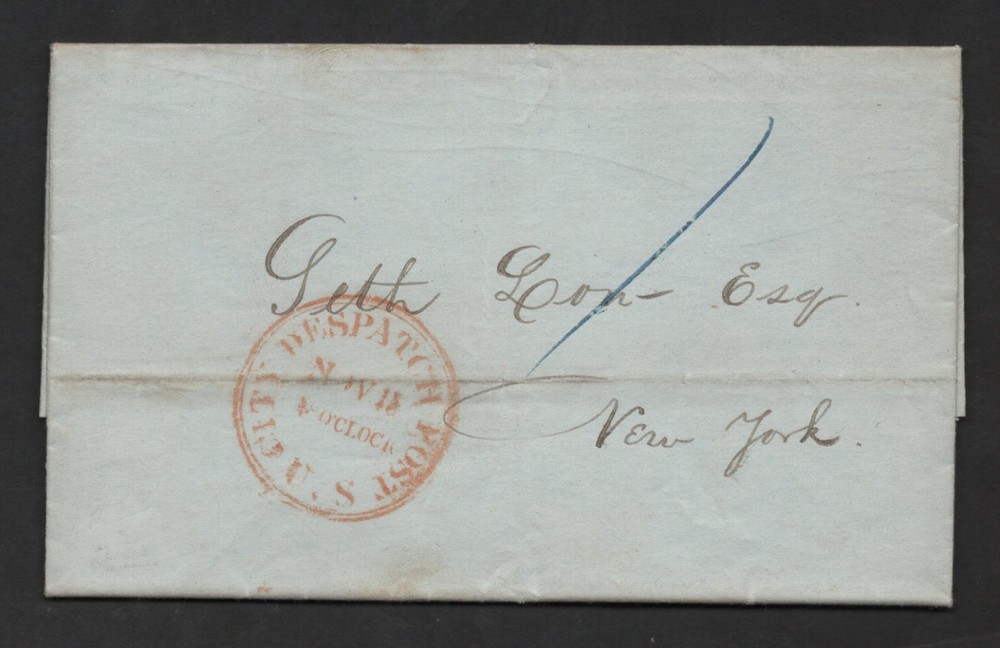 Seth Low Esq.
New York.
U.S. CITY DESPATCH POST
NOV 18
4 O'CLOCK